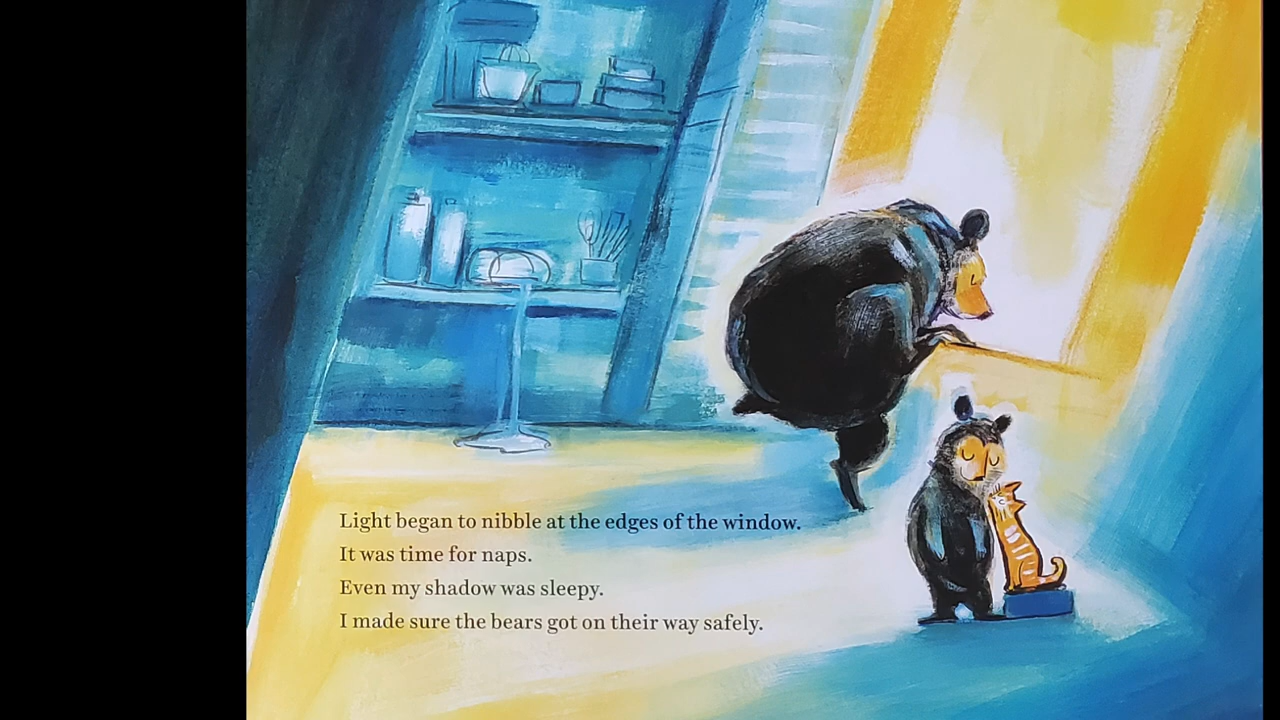 Light began to nibble at the edges of the window.
It was time for naps.
Even my shadow was sleepy.
I made sure the bears got on their way safely.